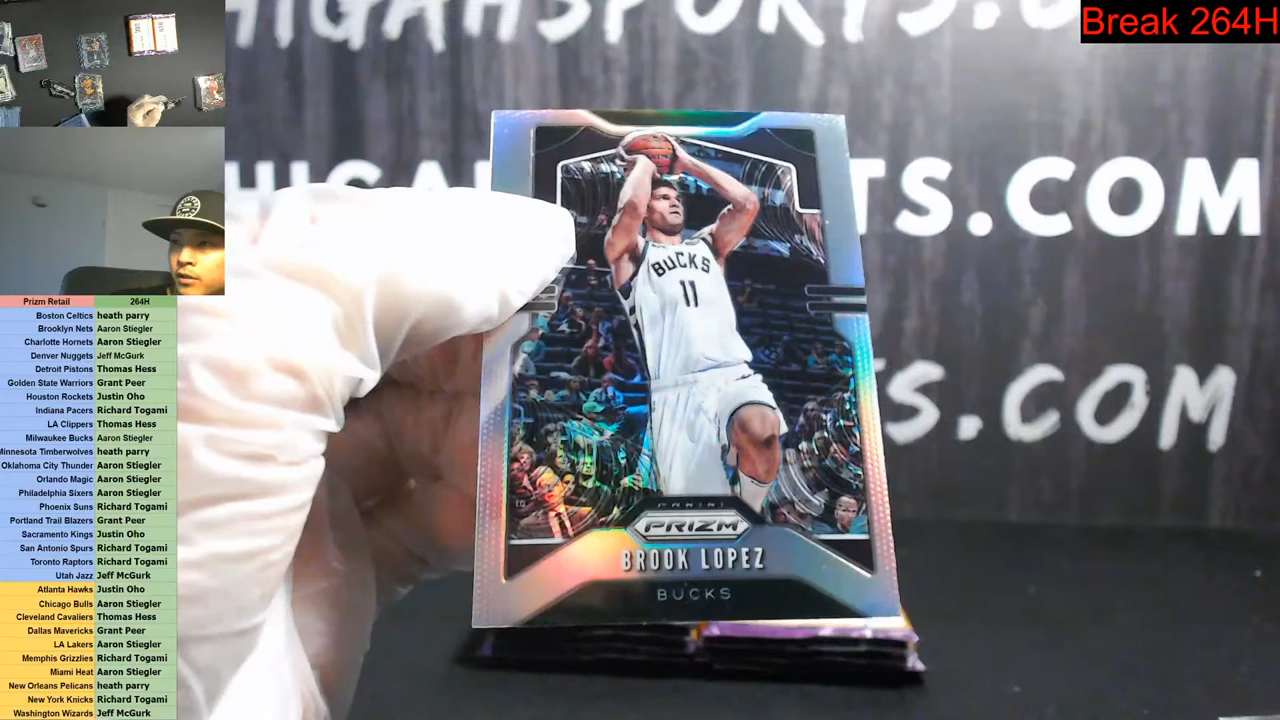 Break 264H
HIGAHSPORTS.COM
HIGA
TS.COM
S.COM
BUCKS
11
PANINI
PRIZM
BROOK LOPEZ
BUCKS
Prizm Retail 264H
Boston Celtics heath parry
Brooklyn Nets Aaron Stiegler
Charlotte Hornets Aaron Stiegler
Denver Nuggets Jeff McGurk
Detroit Pistons Thomas Hess
Golden State Warriors Grant Peer
Houston Rockets Justin Oho
Indiana Pacers Richard Togami
LA Clippers Thomas Hess
Milwaukee Bucks Aaron Stiegler
Minnesota Timberwolves heath parry
Oklahoma City Thunder Aaron Stiegler
Orlando Magic Aaron Stiegler
Philadelphia Sixers Aaron Stiegler
Phoenix Suns Richard Togami
Portland Trail Blazers Grant Peer
Sacramento Kings Justin Oho
San Antonio Spurs Richard Togami
Toronto Raptors Richard Togami
Utah Jazz Jeff McGurk
Atlanta Hawks Justin Oho
Chicago Bulls Aaron Stiegler
Cleveland Cavaliers Thomas Hess
Dallas Mavericks Grant Peer
LA Lakers Aaron Stiegler
Memphis Grizzlies Richard Togami
Miami Heat Aaron Stiegler
New Orleans Pelicans heath parry
New York Knicks Richard Togami
Washington Wizards Jeff McGurk